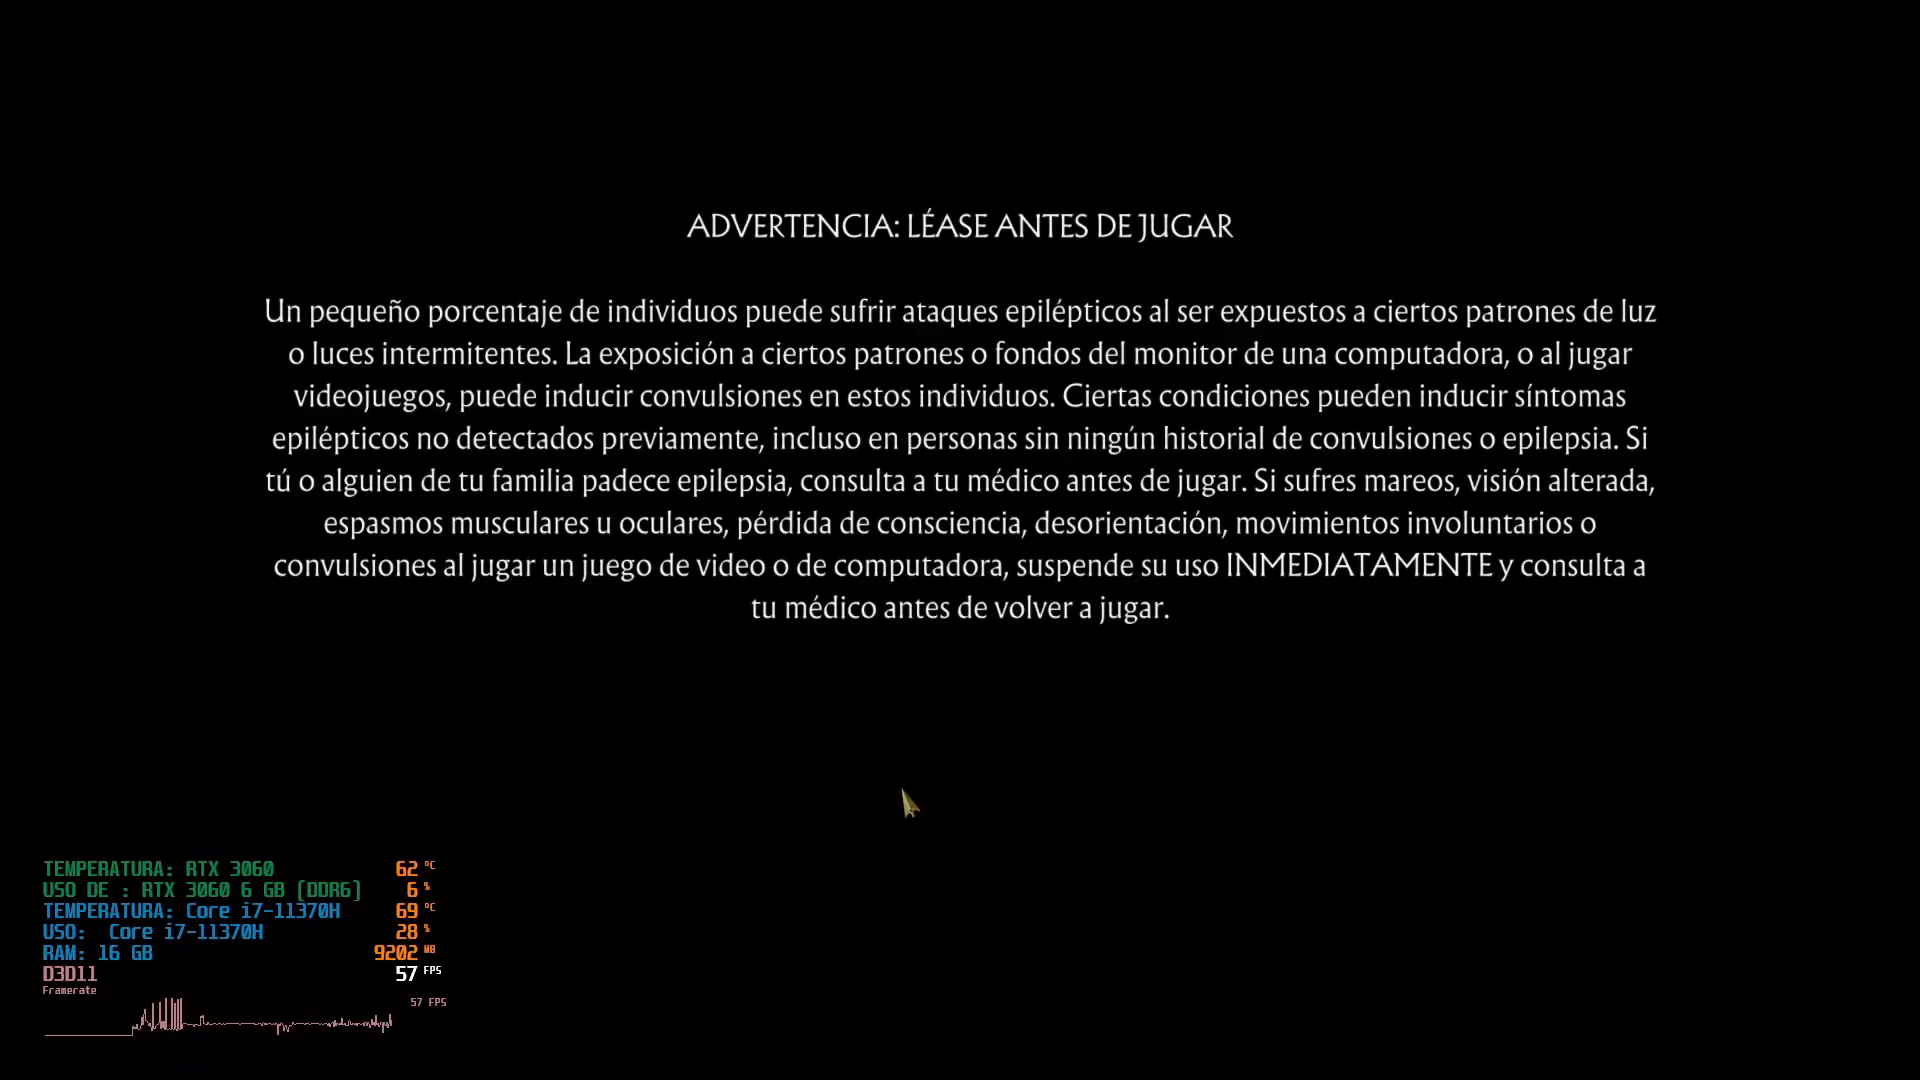 ADVERTENCIA: LÉASE ANTES DE JUGAR
Un pequeño porcentaje de individuos puede sufrir ataques epilépticos al ser expuestos a ciertos patrones de luz
o luces intermitentes. La exposición a ciertos patrones o fondos del monitor de una computadora, o al jugar
videojuegos, puede inducir convulsiones en estos individuos. Ciertas condiciones pueden inducir síntomas
epilépticos no detectados previamente, incluso en personas sin ningún historial de convulsiones o epilepsia. Si
tú o alguien de tu familia padece epilepsia, consulta a tu médico antes de jugar. Si sufres mareos, visión alterada,
espasmos musculares u oculares, pérdida de consciencia, desorientación, movimientos involuntarios o
convulsiones al jugar un juego de video o de computadora, suspende su uso INMEDIATAMENTE y consulta a
tu médico antes de volver a jugar.
TEMPERATURA: RTX 3060 62 °C
USO DE : RTX 3060 6 GB [DDR6] 6 %
TEMPERATURA: Core i7-11370H 69 °C
USO: Core i7-11370H 28 %
RAM: 16 GB 9202 MB
D3D11 57 FPS
Framerate
57 FPS